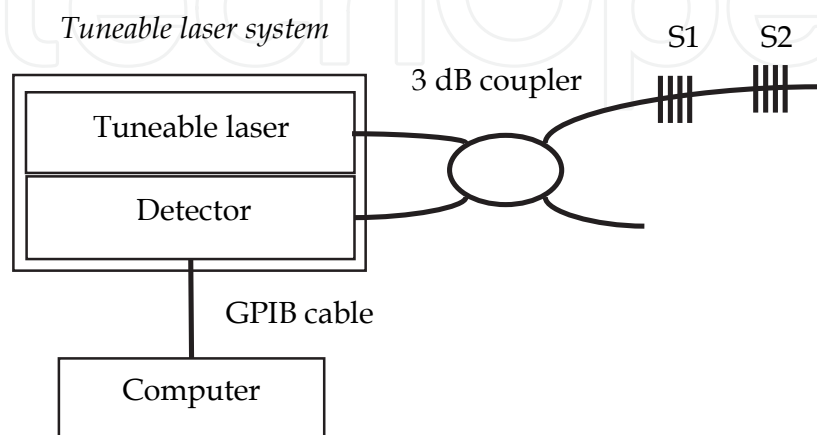 Tuneable laser system
S1 S2
3 dB coupler
Tuneable laser
Detector
GPIB cable
Computer